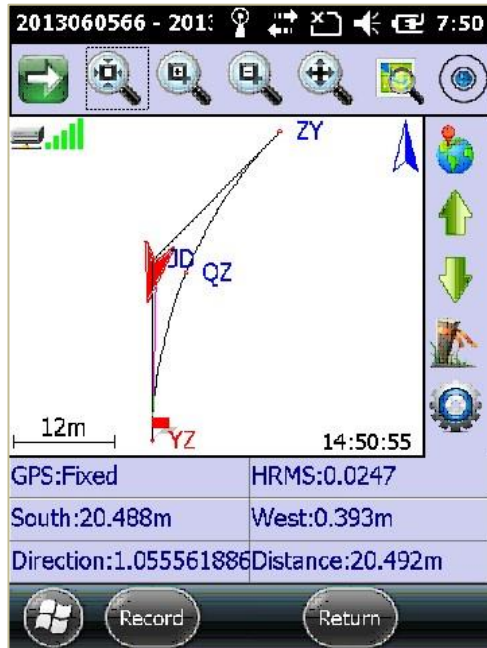 2013060566 - 201: 7:50
ZY
JD
QZ
12m
YZ
14:50:55
GPS:Fixed HRMS:0.0247
South:20.488m West:0.393m
Direction:1.055561886 Distance:20.492m
Record Return